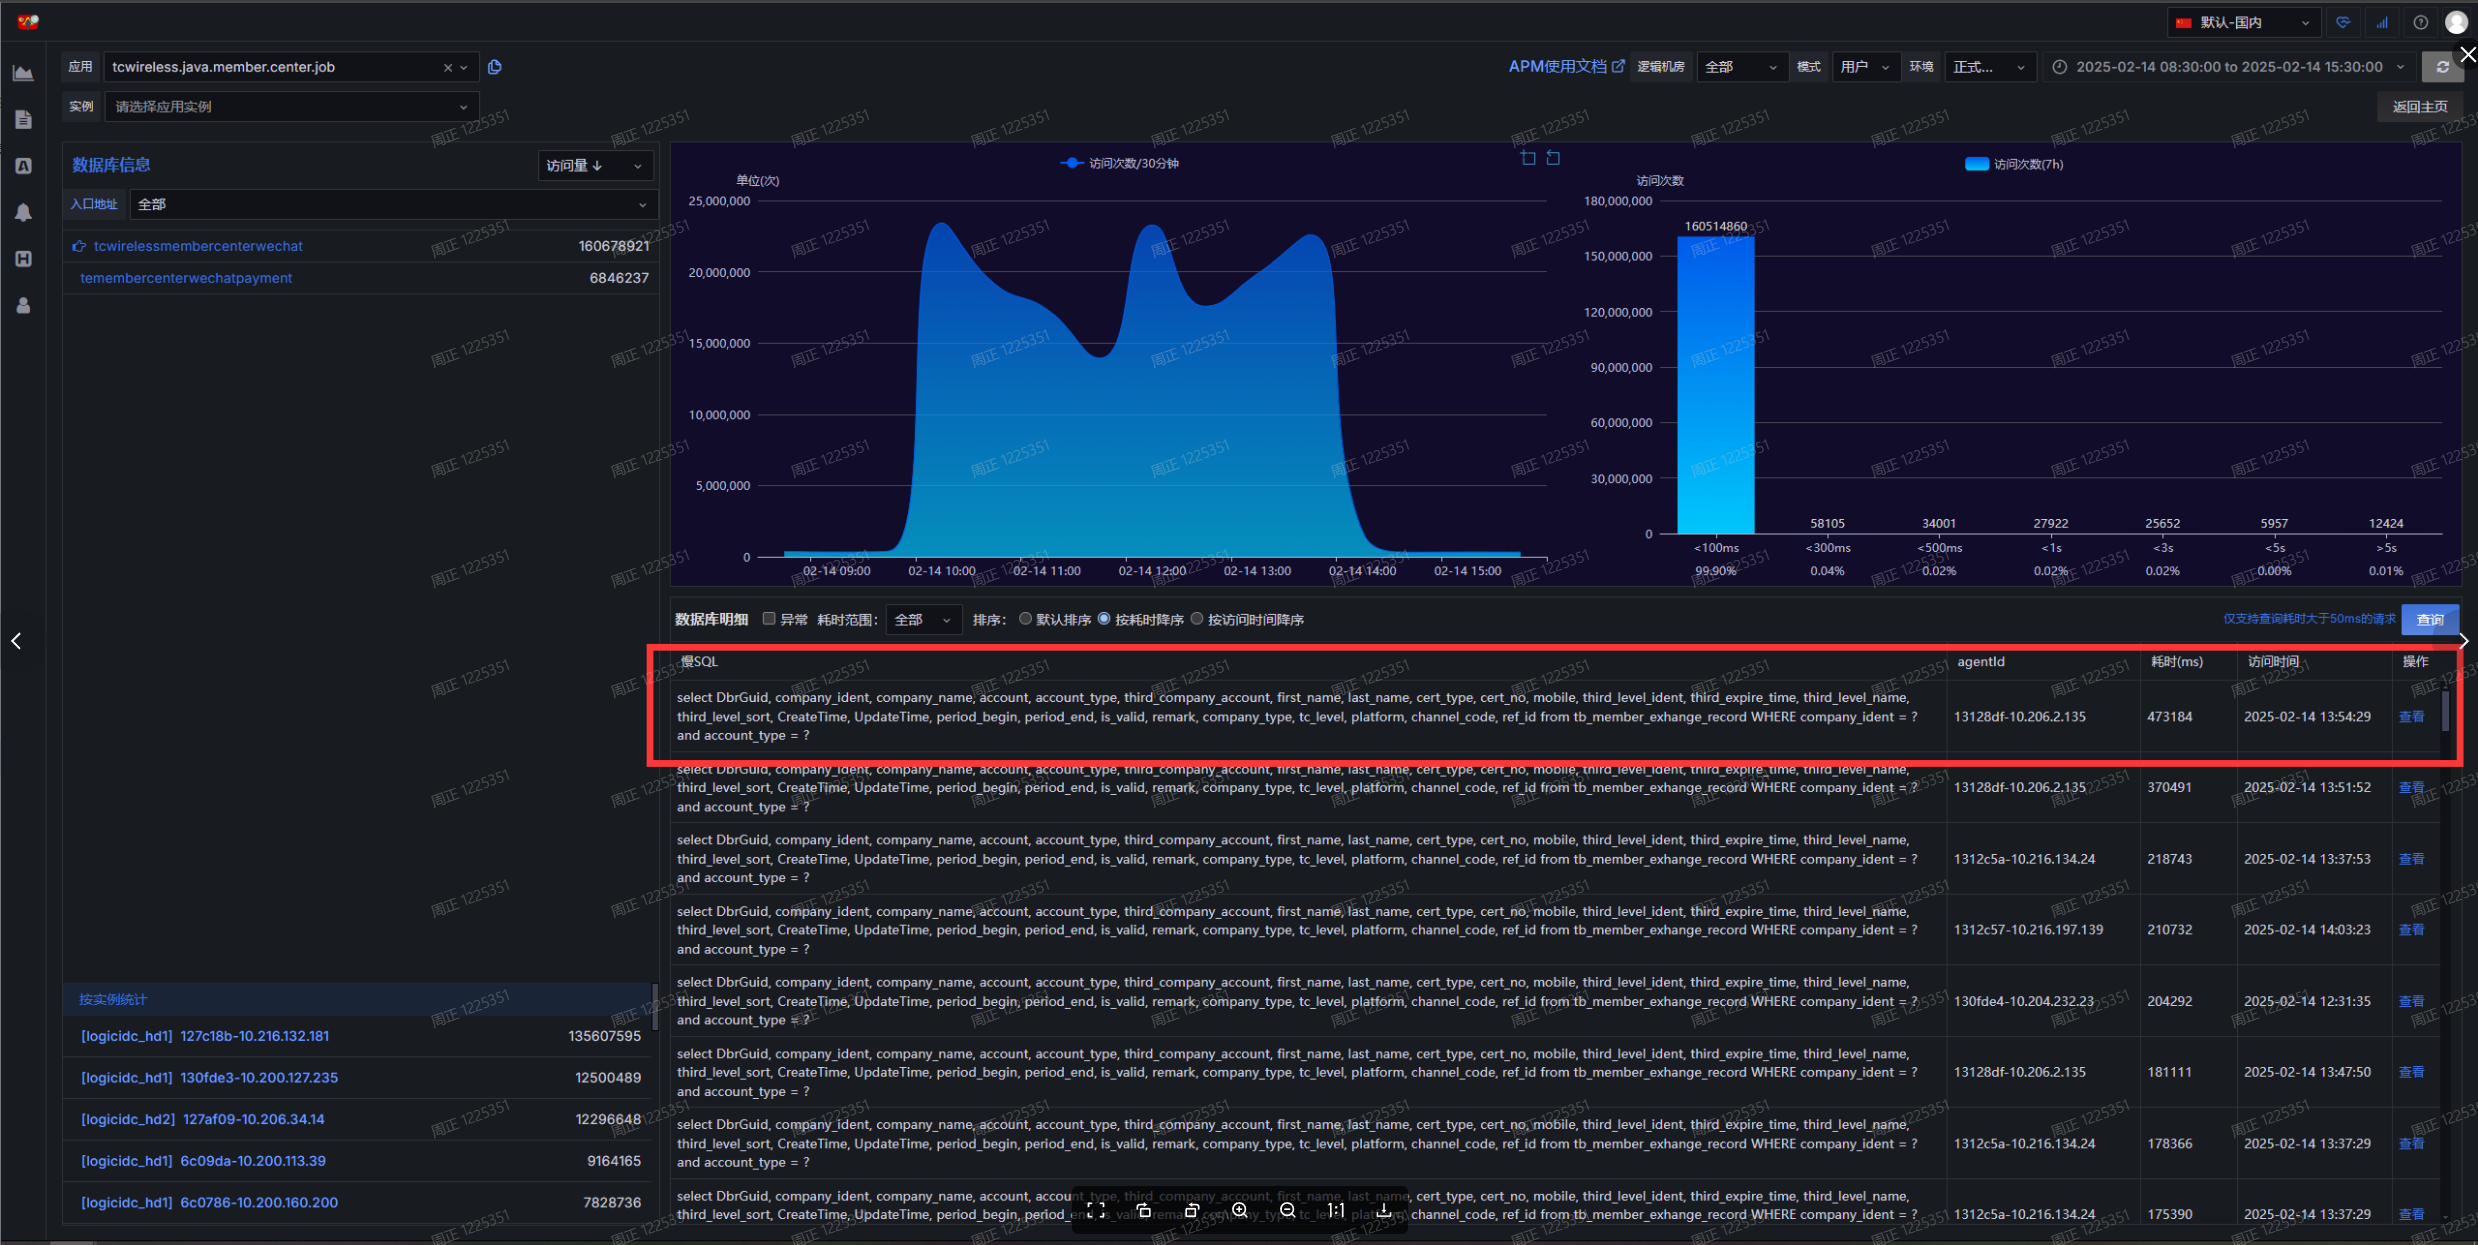 默认-国内
应用 tcwireless.java.member.center.job
APM使用文档 逻辑机房 全部 模式 用户 环境 正式... 2025-02-14 08:30:00 to 2025-02-14 15:30:00
实例 请选择应用实例
返回主页
数据库信息 访问量
入口地址 全部
tcwirelessmembercenterwechat 160678921
temembercenterwechatpayment 6846237
访问次数/30分钟
单位(次)
25,000,000
20,000,000
15,000,000
10,000,000
5,000,000
0
02-14 09:00 02-14 10:00 02-14 11:00 02-14 12:00 02-14 13:00 02-14 14:00 02-14 15:00
访问次数(7h)
访问次数
180,000,000
150,000,000
120,000,000
90,000,000
60,000,000
30,000,000
0
160514860 58105 34001 27922 25652 5957 12424
<100ms <300ms <500ms <1s <3s <5s >5s
99.90% 0.04% 0.02% 0.02% 0.02% 0.00% 0.01%
数据库明细 异常 耗时范围: 全部 排序: 默认排序 按耗时降序 按访问时间降序 仅支持查询耗时大于50ms的请求 查询
慢SQL agentId 耗时(ms) 访问时间 操作
select DbrGuid, company_ident, company_name, account, account_type, third_company_account, first_name, last_name, cert_type, cert_no, mobile, third_level_ident, third_expire_time, third_level_name,
third_level_sort, CreateTime, UpdateTime, period_begin, period_end, is_valid, remark, company_type, tc_level, platform, channel_code, ref_id from tb_member_exhange_record WHERE company_ident = ?
and account_type = ?
13128df-10.206.2.135 473184 2025-02-14 13:54:29 查看
select DbrGuid, company_ident, company_name, account, account_type, third_company_account, first_name, last_name, cert_type, cert_no, mobile, third_level_ident, third_expire_time, third_level_name,
third_level_sort, CreateTime, UpdateTime, period_begin, period_end, is_valid, remark, company_type, tc_level, platform, channel_code, ref_id from tb_member_exhange_record WHERE company_ident = ?
and account_type = ?
13128df-10.206.2.135 370491 2025-02-14 13:51:52 查看
select DbrGuid, company_ident, company_name, account, account_type, third_company_account, first_name, last_name, cert_type, cert_no, mobile, third_level_ident, third_expire_time, third_level_name,
third_level_sort, CreateTime, UpdateTime, period_begin, period_end, is_valid, remark, company_type, tc_level, platform, channel_code, ref_id from tb_member_exhange_record WHERE company_ident = ?
and account_type = ?
1312c5a-10.216.134.24 218743 2025-02-14 13:37:53 查看
select DbrGuid, company_ident, company_name, account, account_type, third_company_account, first_name, last_name, cert_type, cert_no, mobile, third_level_ident, third_expire_time, third_level_name,
third_level_sort, CreateTime, UpdateTime, period_begin, period_end, is_valid, remark, company_type, tc_level, platform, channel_code, ref_id from tb_member_exhange_record WHERE company_ident = ?
and account_type = ?
1312c57-10.216.197.139 210732 2025-02-14 14:03:23 查看
select DbrGuid, company_ident, company_name, account, account_type, third_company_account, first_name, last_name, cert_type, cert_no, mobile, third_level_ident, third_expire_time, third_level_name,
third_level_sort, CreateTime, UpdateTime, period_begin, period_end, is_valid, remark, company_type, tc_level, platform, channel_code, ref_id from tb_member_exhange_record WHERE company_ident = ?
and account_type = ?
130fde4-10.204.232.23 204292 2025-02-14 12:31:35 查看
select DbrGuid, company_ident, company_name, account, account_type, third_company_account, first_name, last_name, cert_type, cert_no, mobile, third_level_ident, third_expire_time, third_level_name,
third_level_sort, CreateTime, UpdateTime, period_begin, period_end, is_valid, remark, company_type, tc_level, platform, channel_code, ref_id from tb_member_exhange_record WHERE company_ident = ?
and account_type = ?
13128df-10.206.2.135 181111 2025-02-14 13:47:50 查看
select DbrGuid, company_ident, company_name, account, account_type, third_company_account, first_name, last_name, cert_type, cert_no, mobile, third_level_ident, third_expire_time, third_level_name,
third_level_sort, CreateTime, UpdateTime, period_begin, period_end, is_valid, remark, company_type, tc_level, platform, channel_code, ref_id from tb_member_exhange_record WHERE company_ident = ?
and account_type = ?
1312c5a-10.216.134.24 178366 2025-02-14 13:37:29 查看
select DbrGuid, company_ident, company_name, account, account_type, third_company_account, first_name, last_name, cert_type, cert_no, mobile, third_level_ident, third_expire_time, third_level_name,
third_level_sort, CreateTime, UpdateTime, period_begin, company_type, tc_level, platform, channel_code, ref_id from tb_member_exhange_record WHERE company_ident = ?
1312c5a-10.216.134.24 175390 2025-02-14 13:37:29 查看
按实例统计
[logicidc_hd1] 127c18b-10.216.132.181 135607595
[logicidc_hd1] 130fde3-10.200.127.235 12500489
[logicidc_hd2] 127af09-10.206.34.14 12296648
[logicidc_hd1] 6c09da-10.200.113.39 9164165
[logicidc_hd1] 6c0786-10.200.160.200 7828736
1:1
周正 1225351